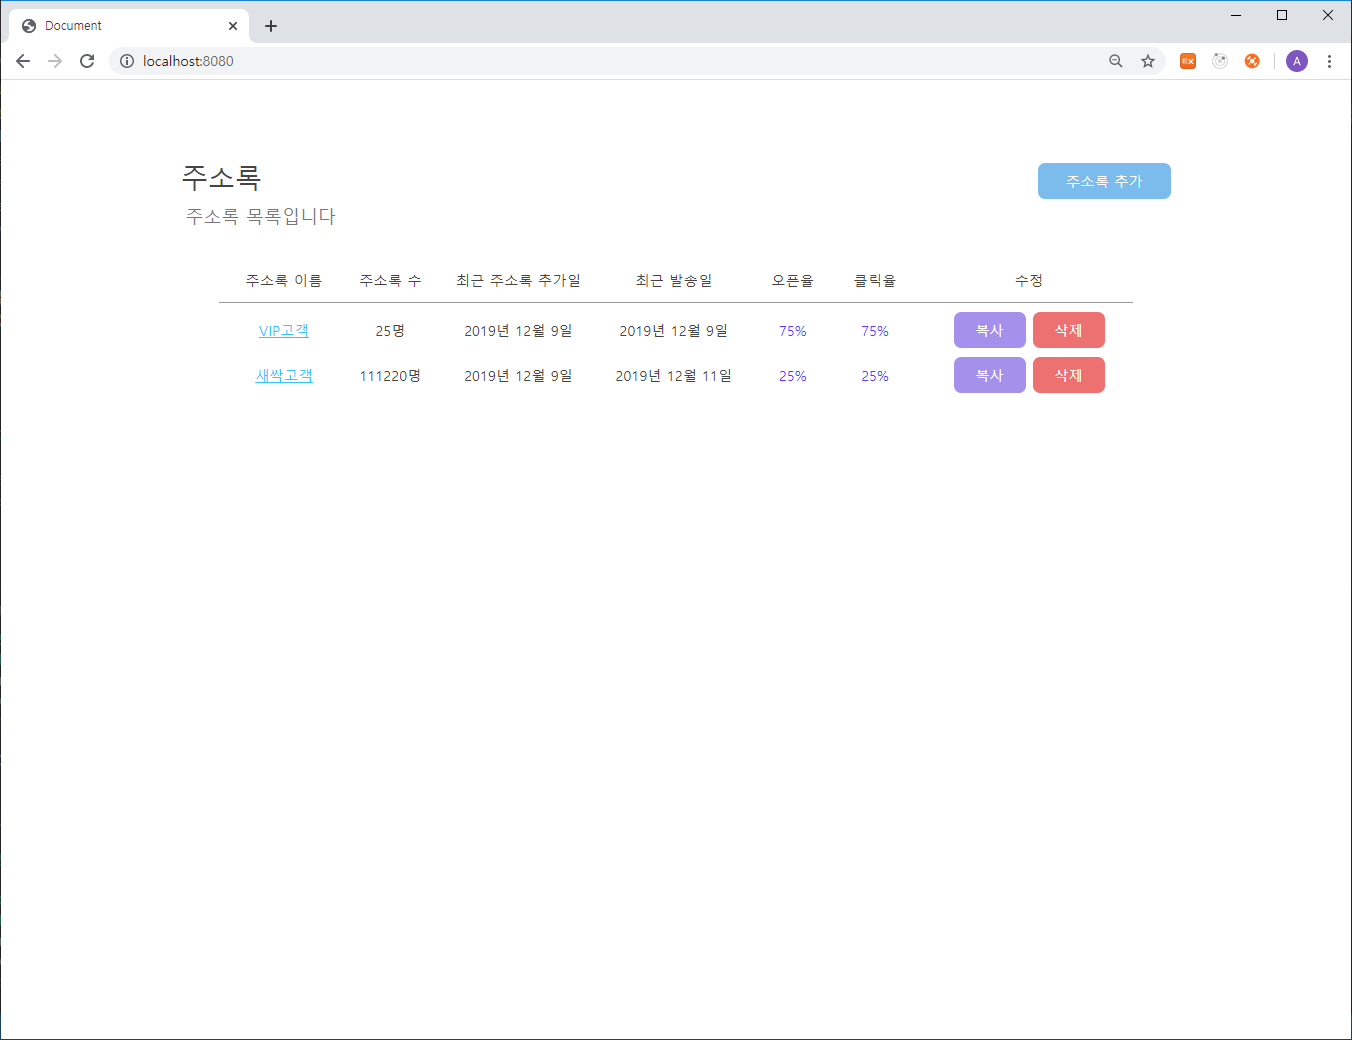 Document
localhost:8080
A
주소록
주소록 추가
주소록 목록입니다
주소록 이름 주소록 수 최근 주소록 추가일 최근 발송일 오픈율 클릭율 수정
VIP고객 25명 2019년 12월 9일 2019년 12월 9일 75% 75% 복사 삭제
새싹고객 111220명 2019년 12월 9일 2019년 12월 11일 25% 25% 복사 삭제